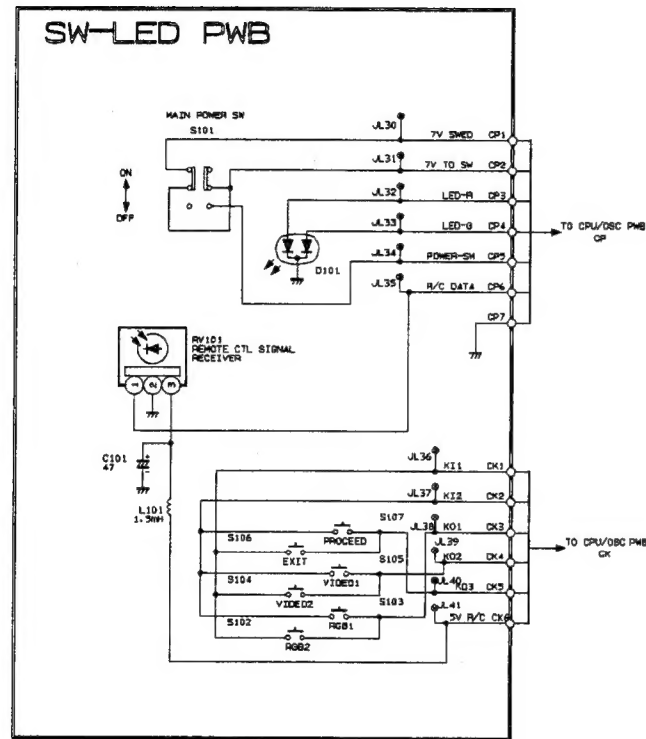 SW-LED PWB
MAIN POWER SW
S101
ON
OFF
JL30
7V SWED CP1
JL31
7V TO SW CP2
JL32
LED-R CP3
JL33
LED-G CP4
JL34
POWER-SW CP5
JL35
R/C DATA CP6
CP7
D101
TO CPU/OSC PWB
CP
RV101
REMOTE CTL SIGNAL
RECEIVER
1 2 3
C101
47
+
-
L101
1.5mH
JL36
KI1 CK1
JL37
KI2 CK2
S107
JL38
KO1 CK3
S106
PROCEED
JL39
S105
KO2 CK4
EXIT
S104
VIDEO1
JL40
KO3 CK5
VIDEO2
S103
JL41
S102
RGB1
5V R/C CK6
RGB2
TO CPU/OSC PWB
CK